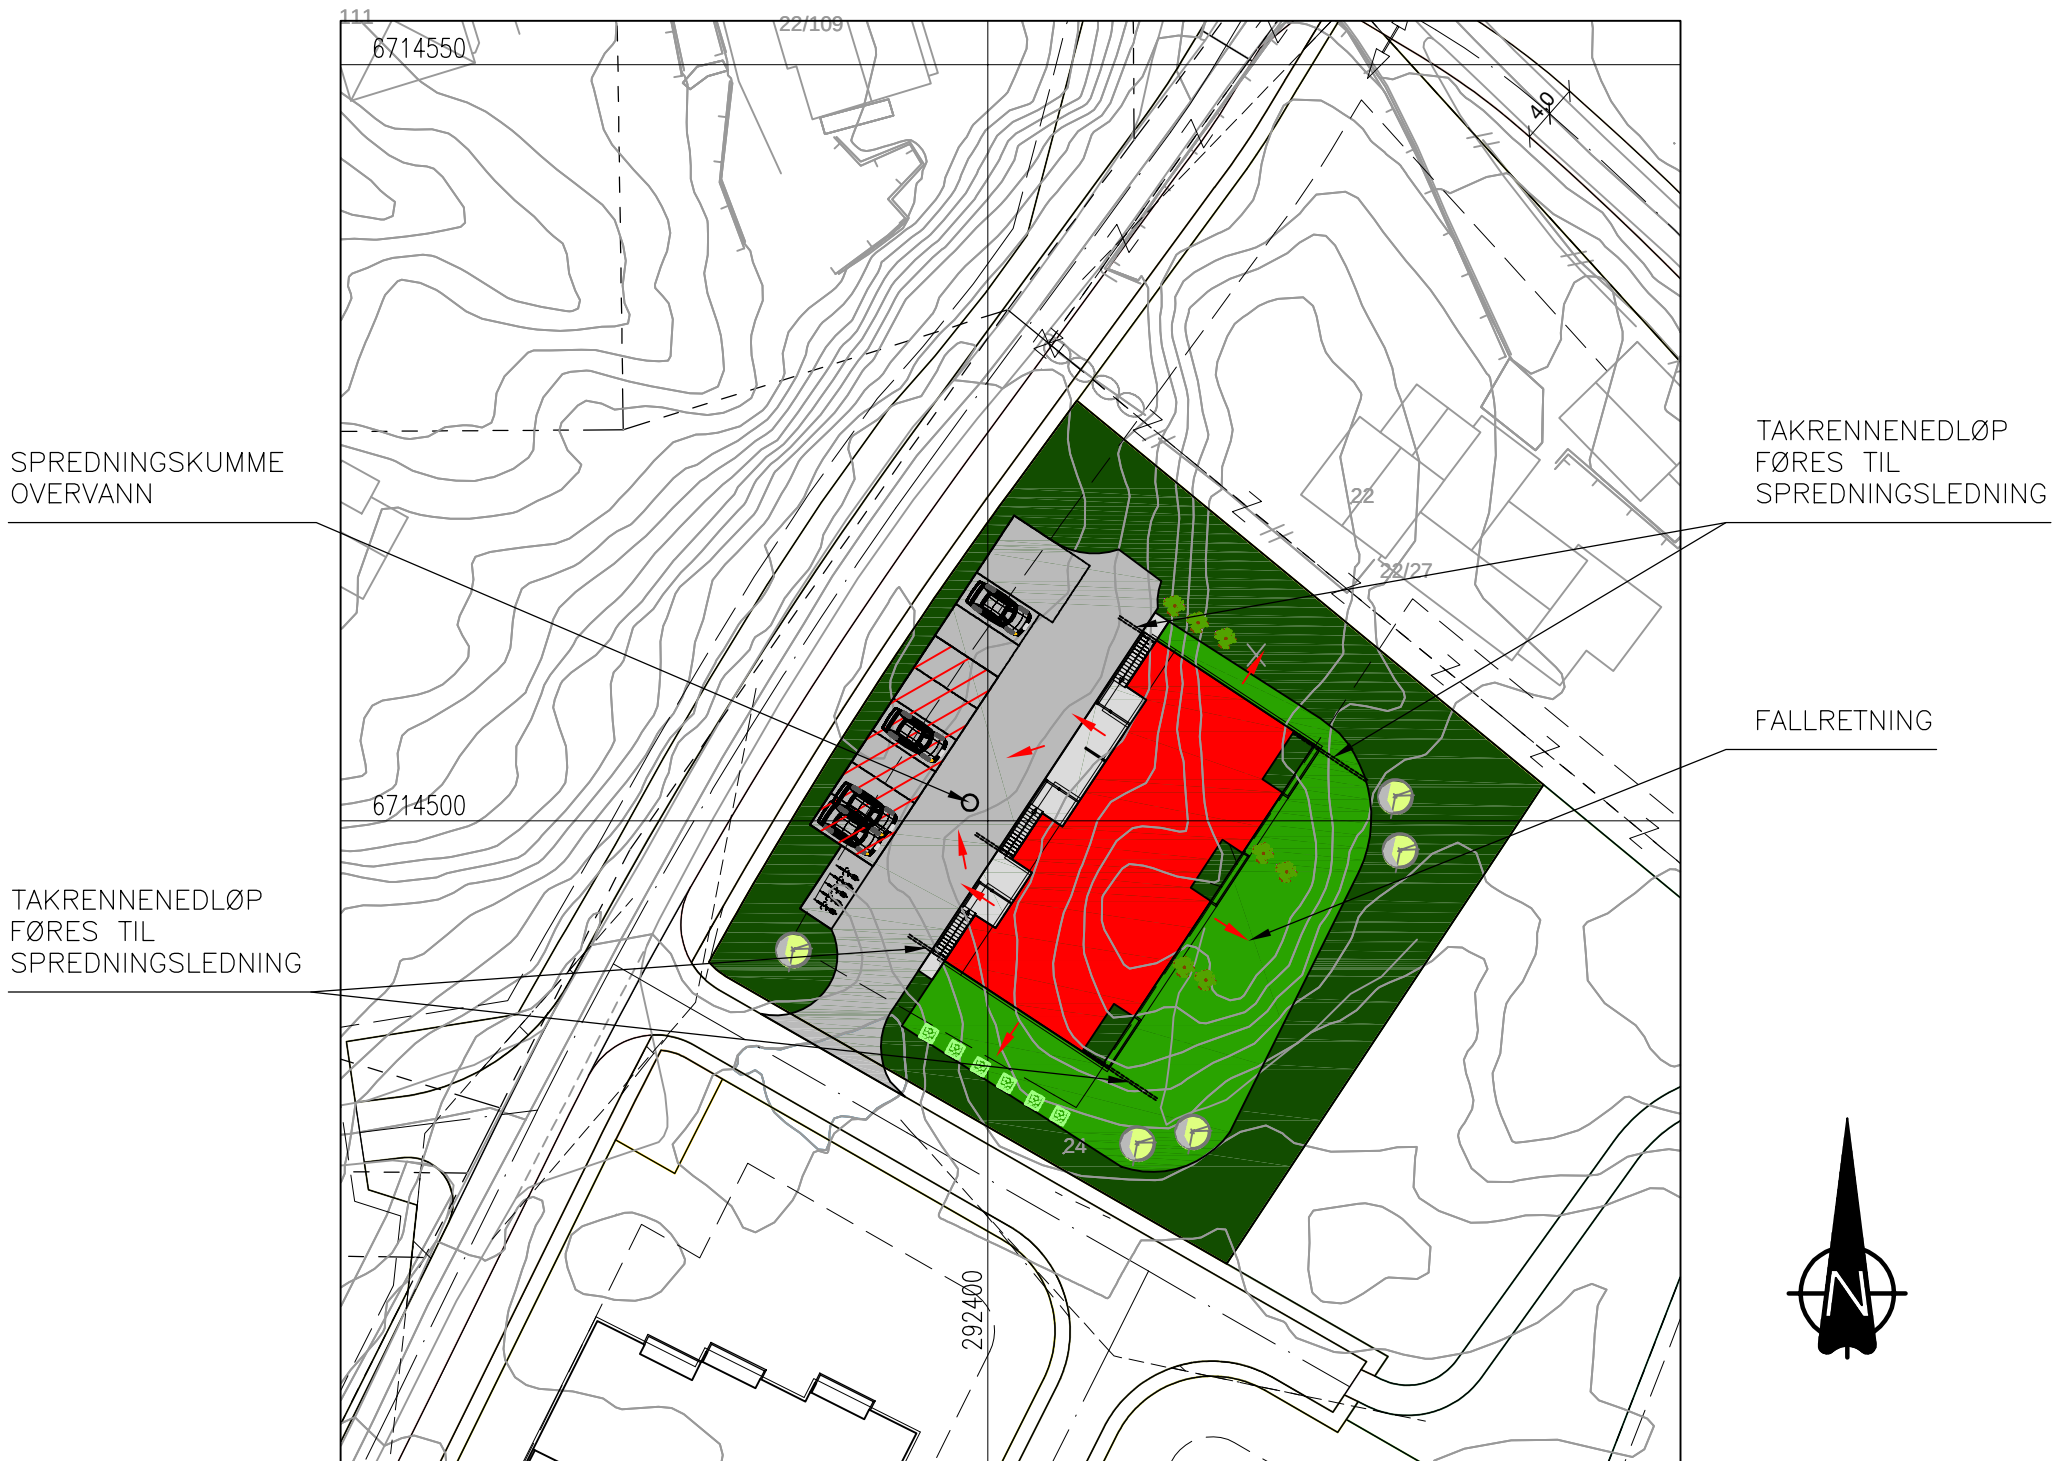 111
22/109
6714550
40
SPREDNINGSKUMME
OVERVANN
TAKRENNENEDLØP
FØRES TIL
SPREDNINGSLEDNING
22
22/27
FALLRETNING
6714500
TAKRENNENEDLØP
FØRES TIL
SPREDNINGSLEDNING
24
292400
N